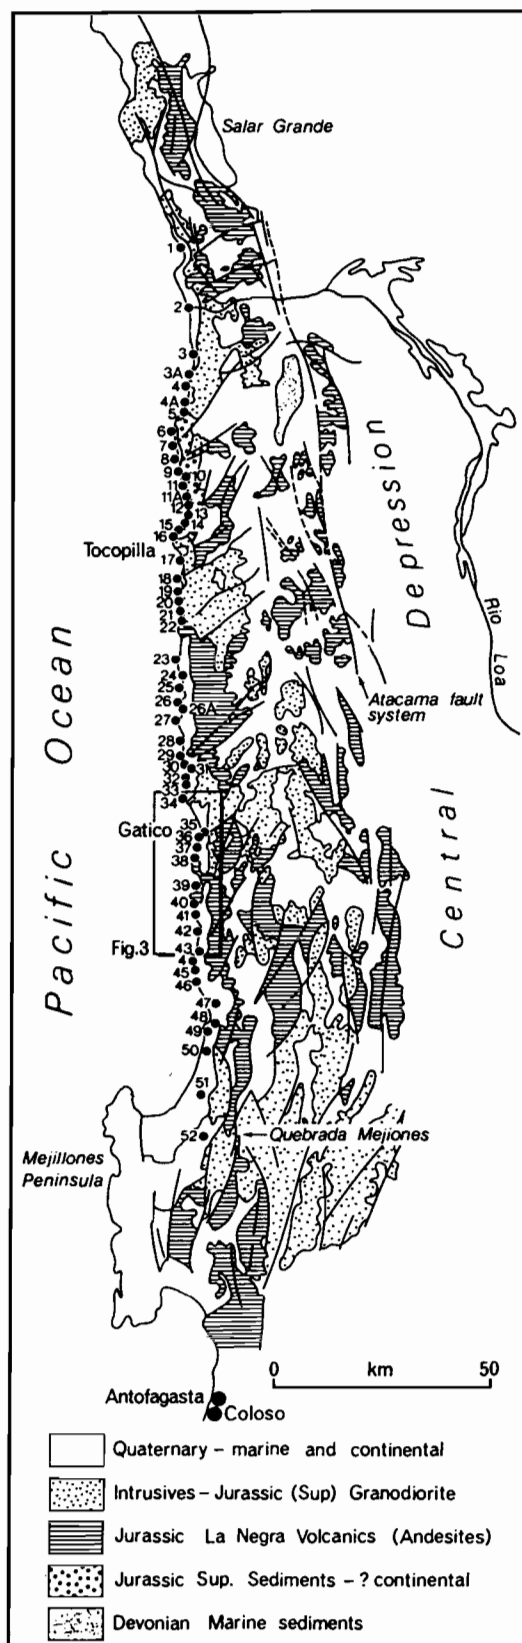 Salar Grande
1
2
3
3A
4
4A
5
6
7
8
9
10
11
11A
12
13
14
15
16
Tocopilla
17
18
19
20
21
22
23
24
25
26
26A
27
28
29
30
31
32
33
34
Gatico
35
36
37
38
39
40
41
42
Fig.3
43
45
46
47
48
49
50
51
52
Pacific Ocean
Central Depression
Rio Loa
Atacama fault
system
Quebrada Mejiones
Mejillones
Peninsula
0 km 50
Antofagasta
Coloso
Quaternary – marine and continental
Intrusives – Jurassic (Sup) Granodiorite
Jurassic La Negra Volcanics (Andesites)
Jurassic Sup. Sediments – ? continental
Devonian Marine sediments